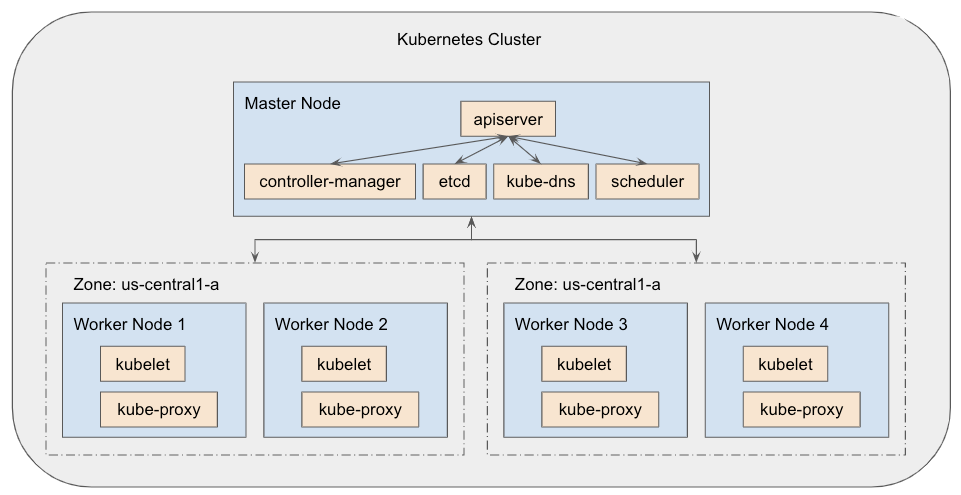 Kubernetes Cluster
Master Node
apiserver
controller-manager
etcd
kube-dns
scheduler
Zone: us-central1-a
Worker Node 1
kubelet
kube-proxy
Worker Node 2
kubelet
kube-proxy
Zone: us-central1-a
Worker Node 3
kubelet
kube-proxy
Worker Node 4
kubelet
kube-proxy